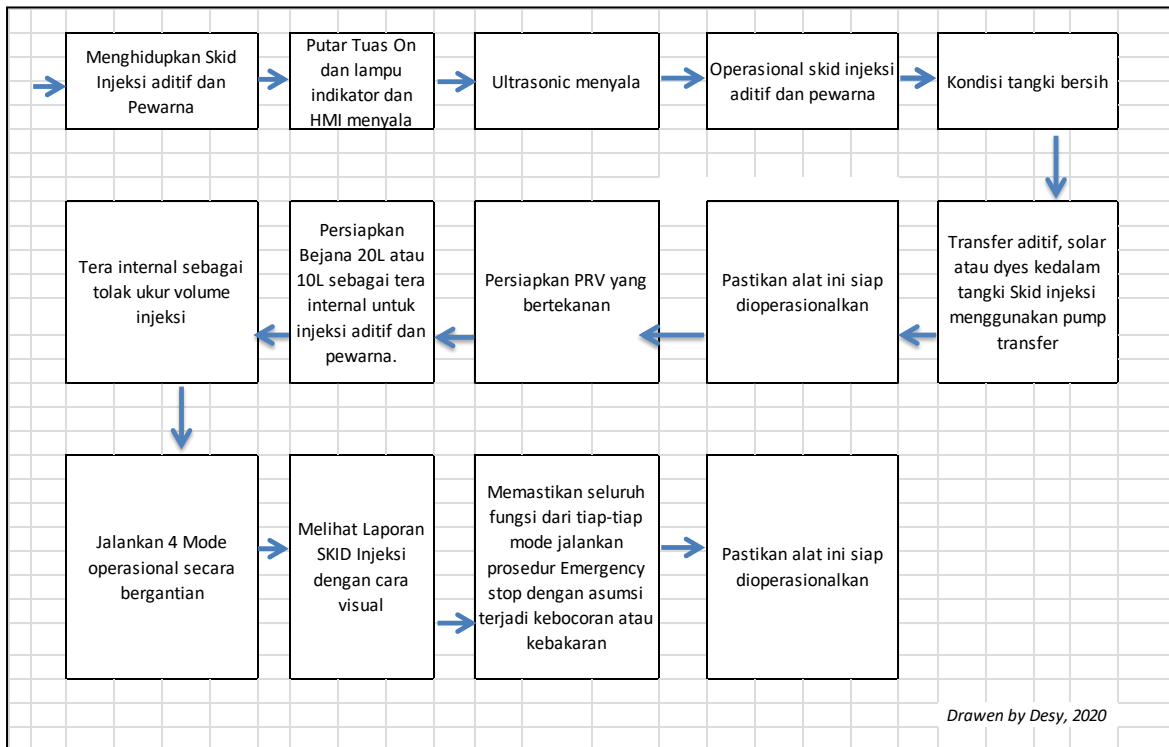 Menghidupkan Skid
Injeksi aditif dan
Pewarna
Putar Tuas On
dan lampu
indikator dan
HMI menyala
Ultrasonic menyala
Operasional skid injeksi
aditif dan pewarna
Kondisi tangki bersih
Transfer aditif, solar
atau dyes kedalam
tangki Skid injeksi
menggunakan pump
transfer
Pastikan alat ini siap
dioperasionalkan
Persiapkan PRV yang
bertekanan
Persiapkan
Bejana 20L atau
10L sebagai tera
internal untuk
injeksi aditif dan
pewarna.
Tera internal sebagai
tolak ukur volume
injeksi
Jalankan 4 Mode
operasional secara
bergantian
Melihat Laporan
SKID Injeksi
dengan cara
visual
Memastikan seluruh
fungsi dari tiap-tiap
mode jalankan
prosedur Emergency
stop dengan asumsi
terjadi kebocoran atau
kebakaran
Pastikan alat ini siap
dioperasionalkan
Drawen by Desy, 2020